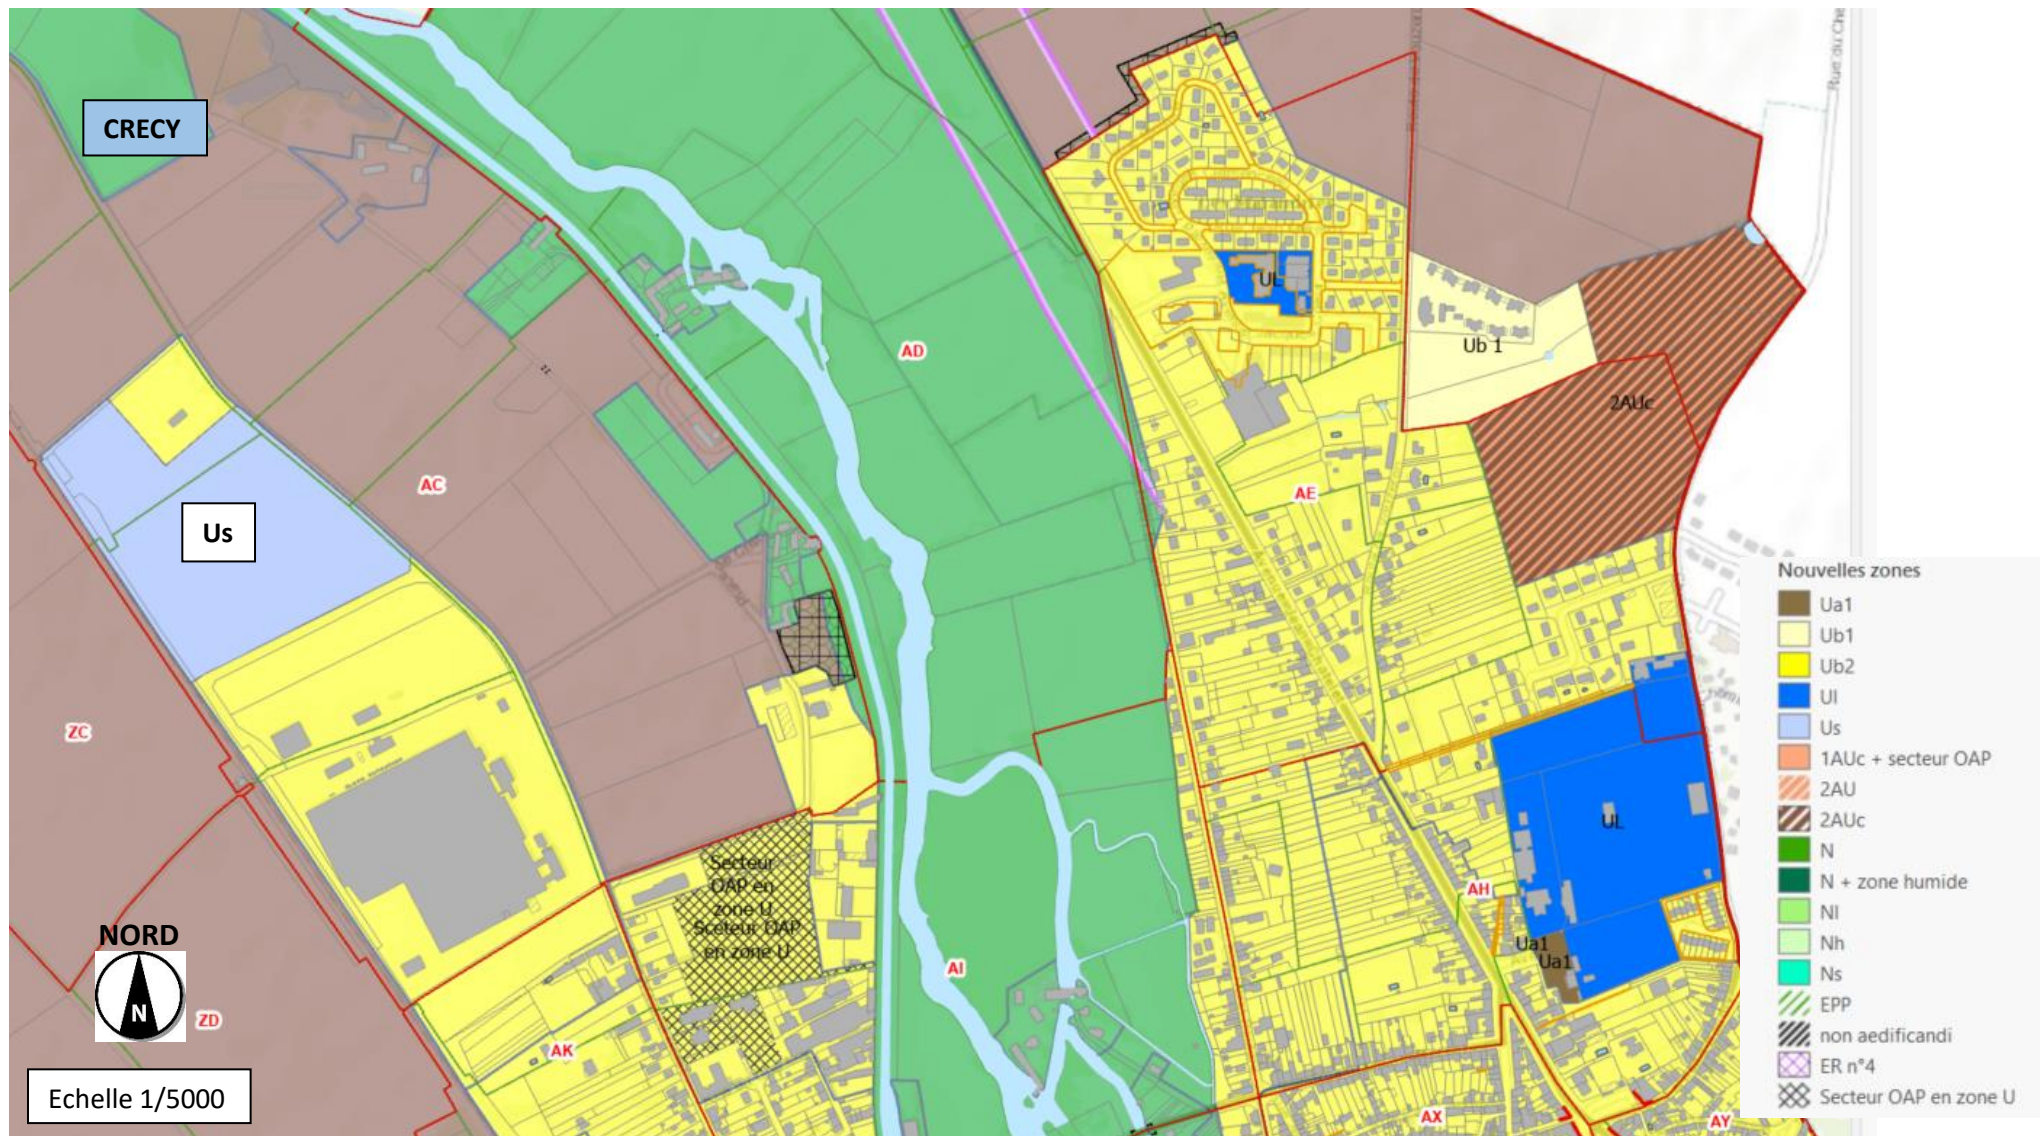 CRECY
Rue du Ch
UL
AD
Ub 1
2AUc
AC
AE
Us
ZC
Secteur
OAP en
zone U
Secteur OAP
en zone U
UL
AH
Ua1
Ua1
AI
NORD
N
ZD
AK
Echelle 1/5000
AX
AY
Nouvelles zones
Ua1
Ub1
Ub2
Ul
Us
1AUc + secteur OAP
2AU
2AUc
N
N + zone humide
Nl
Nh
Ns
EPP
non aedificandi
ER n°4
Secteur OAP en zone U